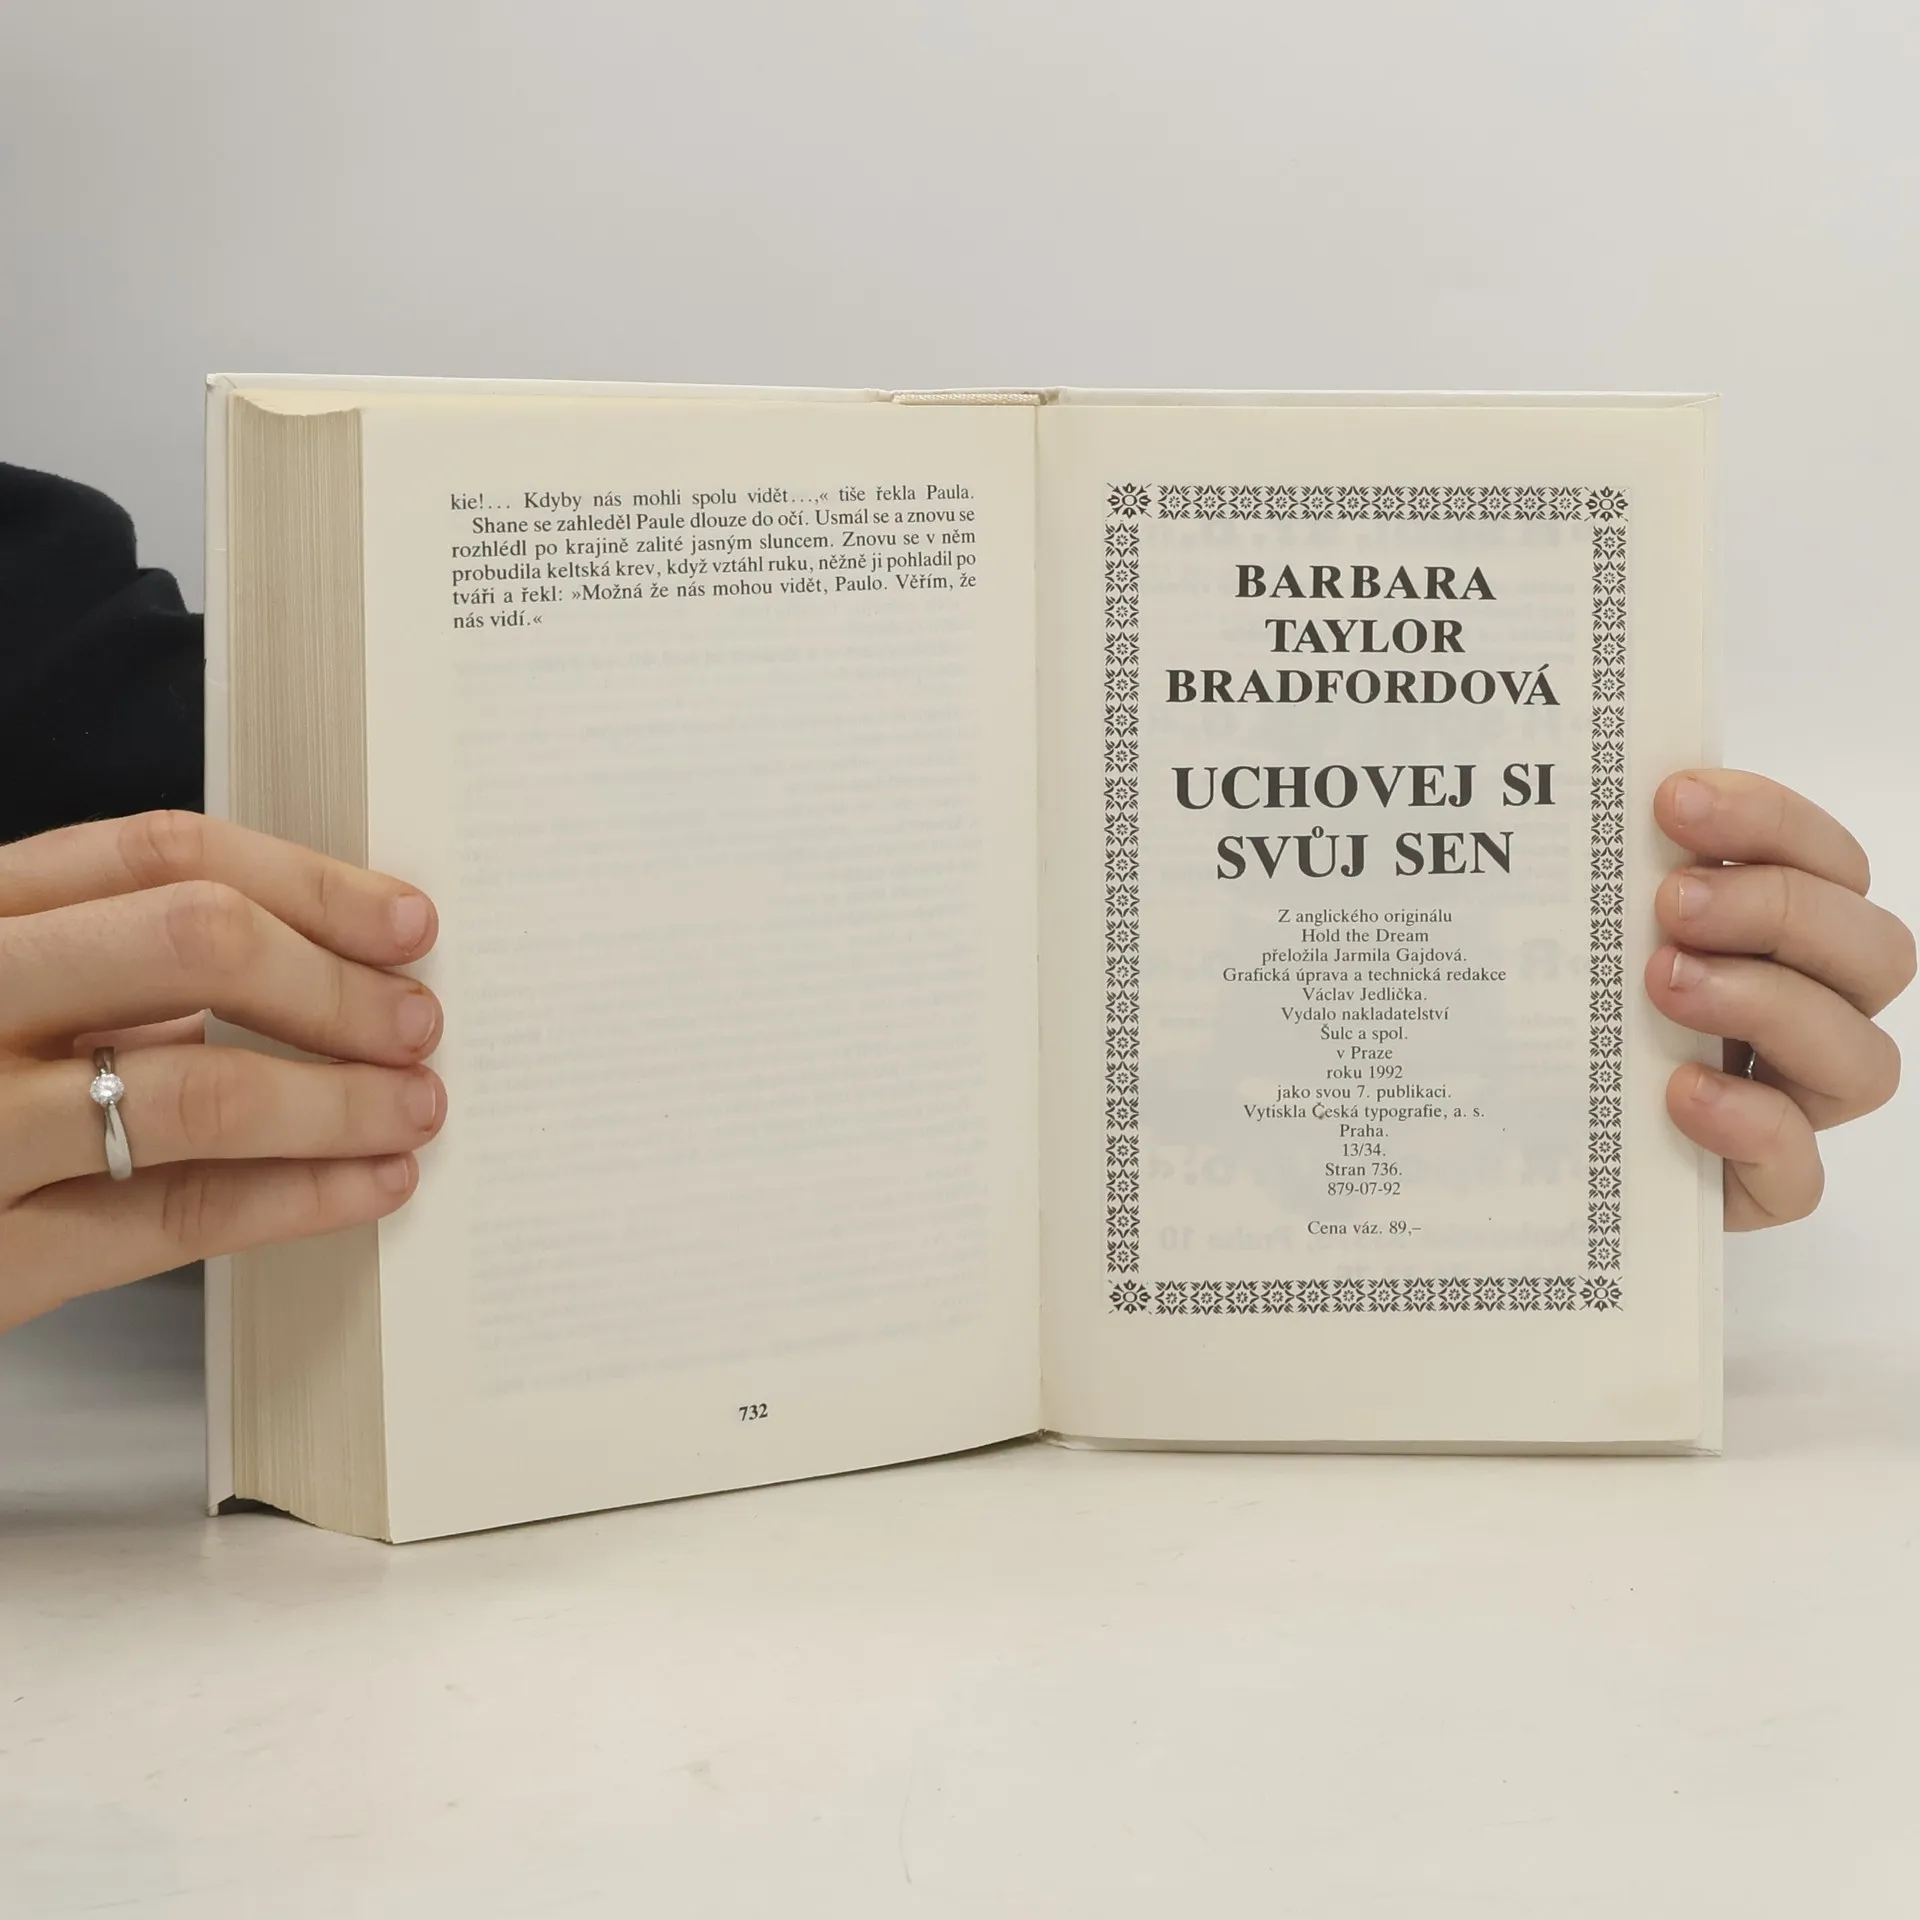 kie!... Kdyby nás mohli spolu vidět...,« tiše řekla Paula.
Shane se zahleděl Paule dlouze do očí. Usmál se a znovu se
rozhlédl po krajině zalité jasným sluncem. Znovu se v něm
probudila keltská krev, když vztáhl ruku, něžně ji pohladil po
tváři a řekl: »Možná že nás mohou vidět, Paulo. Věřím, že
nás vidí.«
732
BARBARA
TAYLOR
BRADFORDOVÁ
UCHOVEJ SI
SVŮJ SEN
Z anglického originálu
Hold the Dream
přeložila Jarmila Gajdová.
Grafická úprava a technická redakce
Václav Jedlička.
Vydalo nakladatelství
Šulc a spol.
v Praze
roku 1992
jako svou 7. publikaci.
Vytiskla Česká typografie, a. s.
Praha.
13/34.
Stran 736.
879-07-92
Cena váz. 89,–